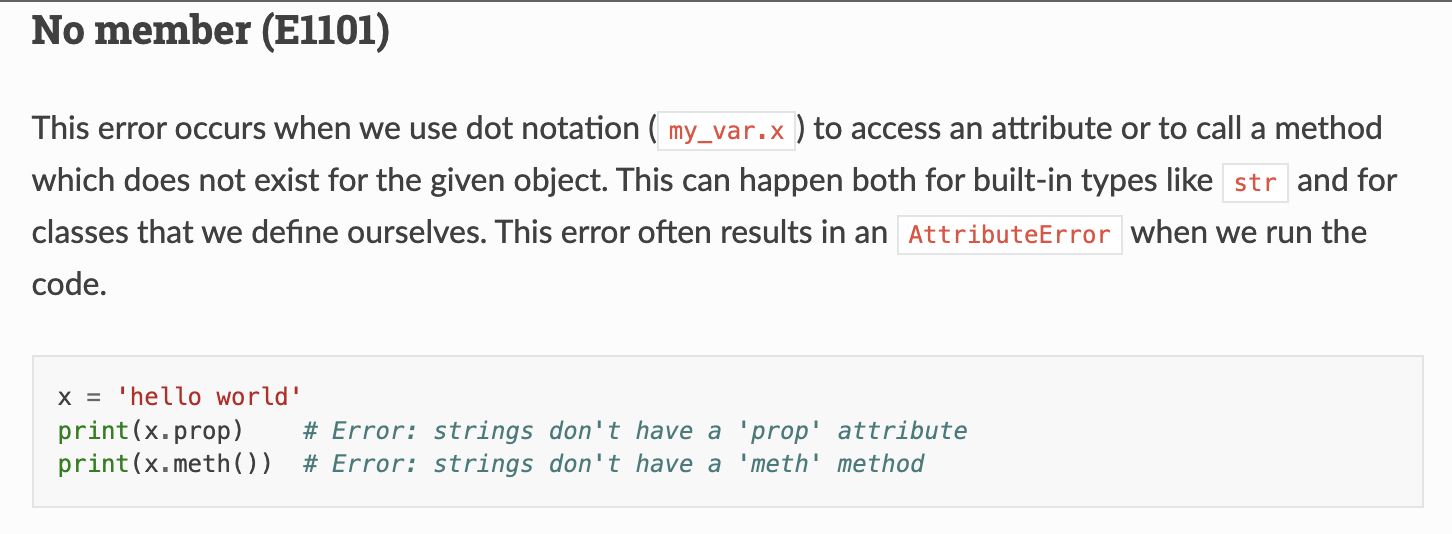 No member (E1101)
This error occurs when we use dot notation (my_var.x) to access an attribute or to call a method
which does not exist for the given object. This can happen both for built-in types like str and for
classes that we define ourselves. This error often results in an AttributeError when we run the
code.
x = 'hello world'
print(x.prop)    # Error: strings don't have a 'prop' attribute
print(x.meth())  # Error: strings don't have a 'meth' method